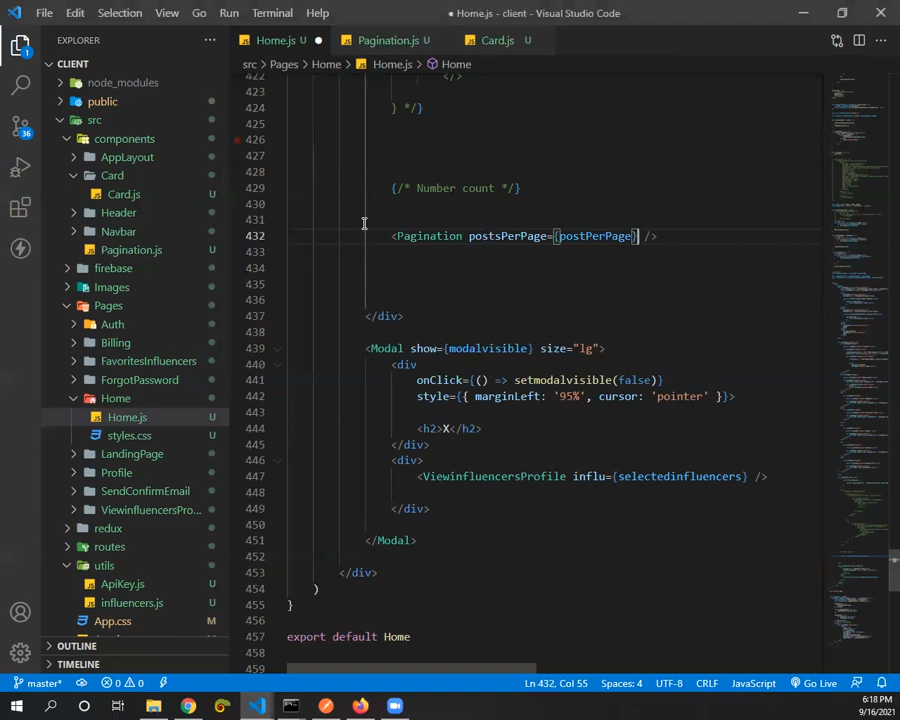 File Edit Selection View Go Run Terminal Help
● Home.js - client - Visual Studio Code
EXPLORER
Home.js U
Pagination.js U
Card.js U
CLIENT
src > Pages > Home > Home.js > Home
node_modules
public
src
components
AppLayout
Card
Card.js U
Header
Navbar
Pagination.js U
firebase
Images
Pages
Auth
Billing
FavoritesInfluencers
ForgotPassword
Home
Home.js U
styles.css U
LandingPage
Profile
SendConfirmEmail
ViewinfluencersPro...
redux
routes
utils
ApiKey.js U
influencers.js U
App.css M
OUTLINE
TIMELINE
422 </>
423
424 } */}
425
426
427
428
429 {/* Number count */}
430
431
432 <Pagination postsPerPage={postPerPage} />
433
434
435
436
437 </div>
438
439 <Modal show={modalvisible} size="lg">
440 <div
441 onClick={() => setmodalvisible(false)}
442 style={{ marginLeft: '95%', cursor: 'pointer' }}>
443
444 <h2>X</h2>
445 </div>
446 <div>
447 <ViewinfluencersProfile influ={selectedinfluencers} />
448
449 </div>
450
451 </Modal>
452
453 </div>
454 )
455 }
456
457 export default Home
458
459
1
36
master* 0 0 Ln 432, Col 55 Spaces: 4 UTF-8 CRLF JavaScript Go Live
6:18 PM
9/16/2021